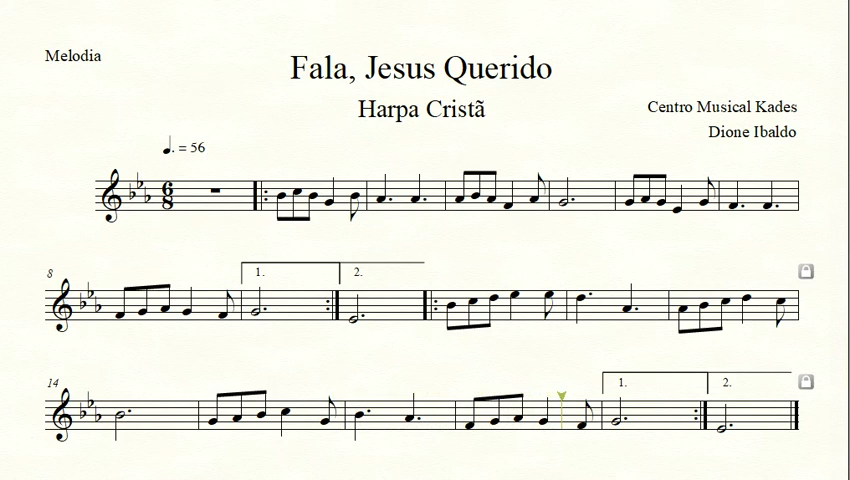 Melodia
Fala, Jesus Querido
Harpa Cristã
Centro Musical Kades
Dione Ibaldo
= 56
6
8
8
1.
2.
14
1.
2.